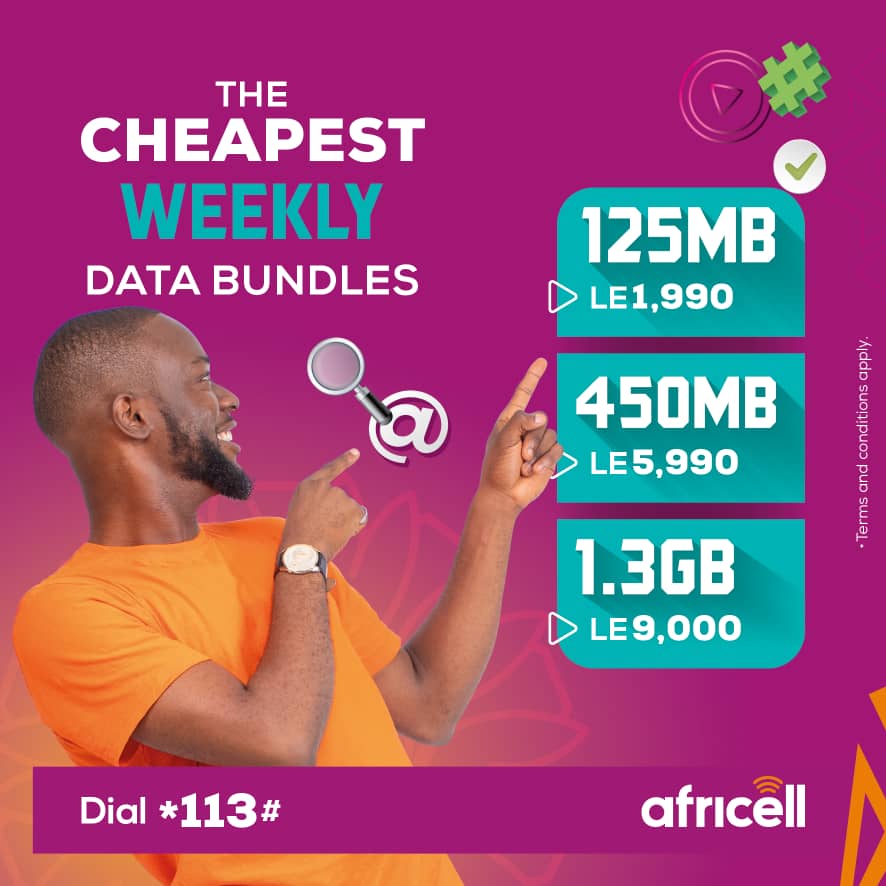 THE
CHEAPEST
WEEKLY
DATA BUNDLES
125MB
LE1,990
450MB
LE5,990
1.3GB
LE9,000
•Terms and conditions apply.
Dial *113#
africell